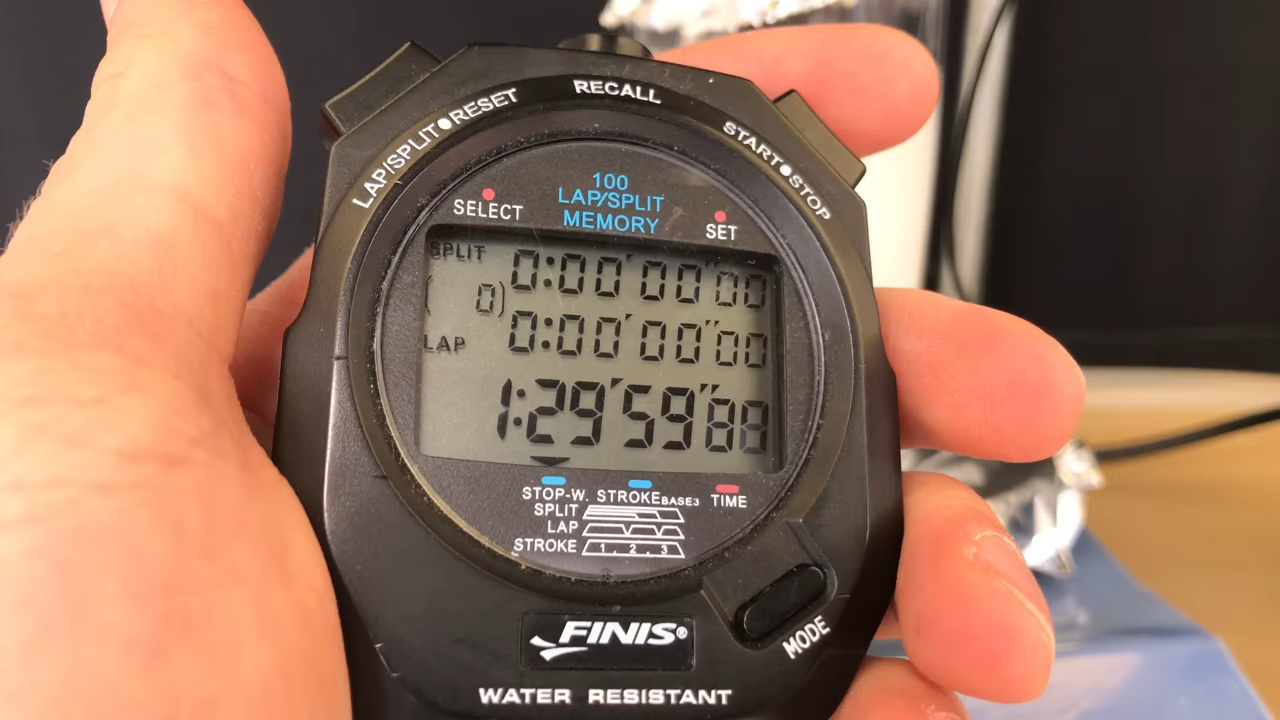 RECALL
LAP/SPLIT●RESET
START●STOP
100
LAP/SPLIT
MEMORY
SELECT
SET
SPLIT 0:00'00"00
( 0)
LAP 0:00'00"00
1:29'59"88
STOP-W. STROKE BASE3 TIME
SPLIT
LAP
STROKE 1. 2. 3
MODE
FINIS®
WATER RESISTANT